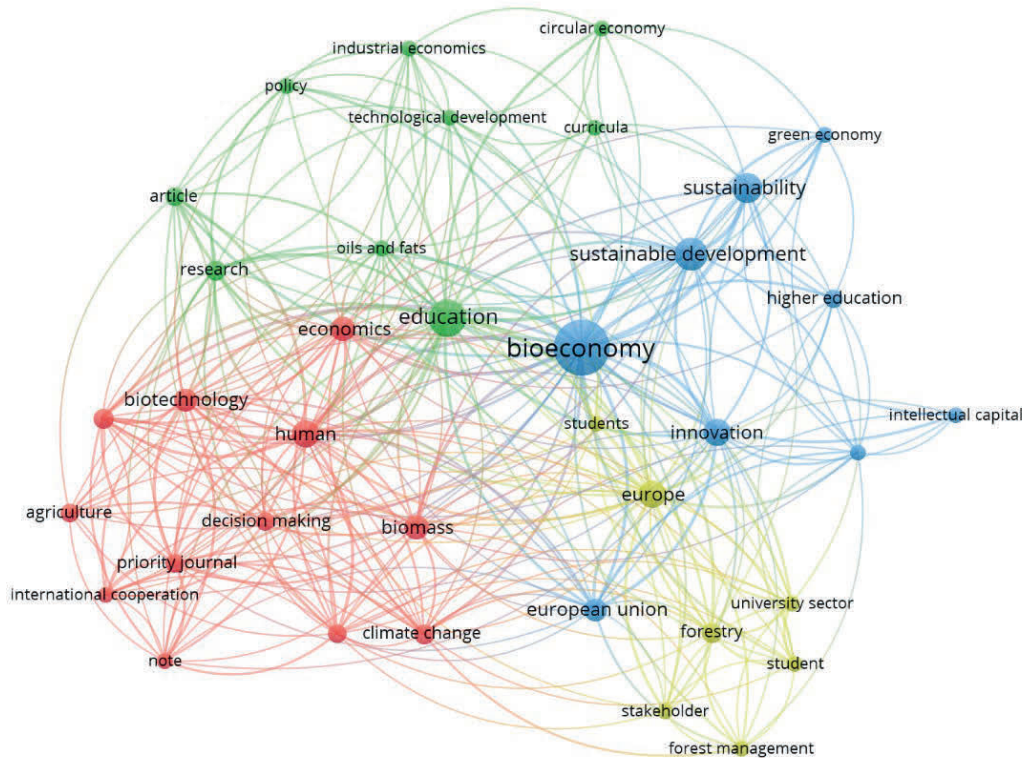 circular economy
industrial economics
policy
technological development
curricula
green economy
sustainability
article
oils and fats
sustainable development
research
higher education
education
economics
bioeconomy
biotechnology
students
intellectual capital
human
innovation
europe
agriculture
decision making
biomass
priority journal
international cooperation
european union
university sector
climate change
forestry
note
student
stakeholder
forest management